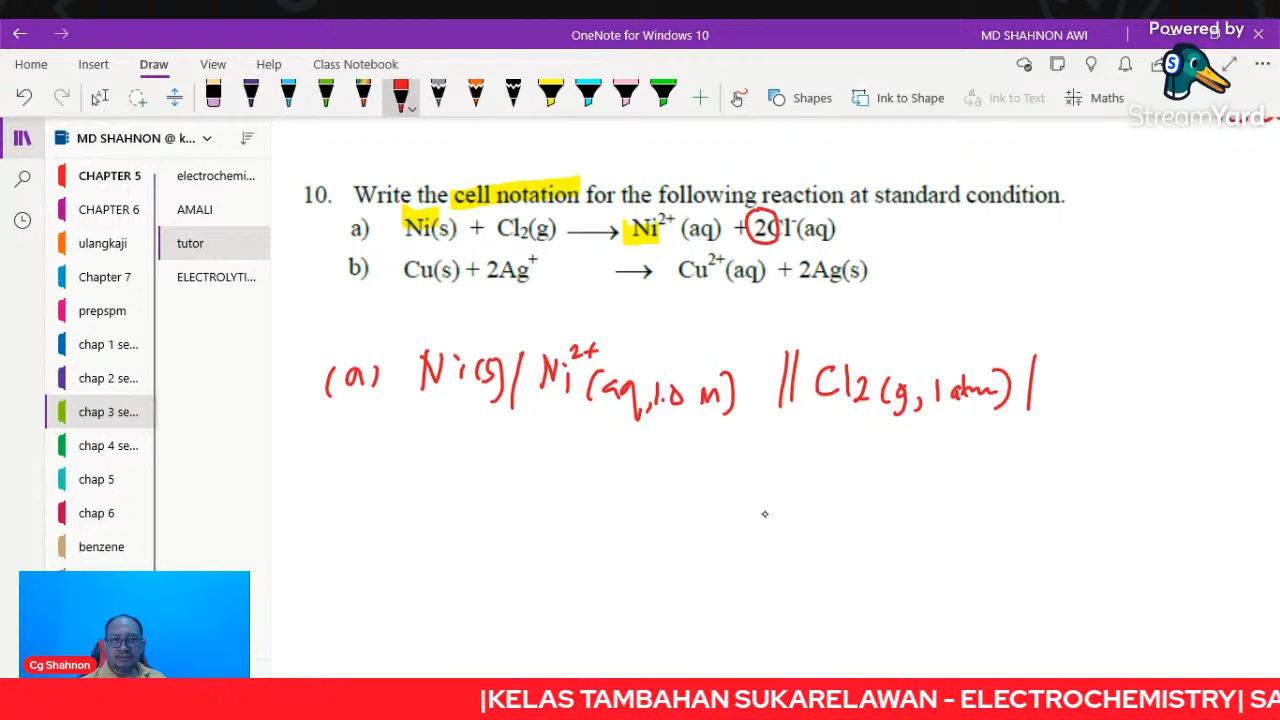 OneNote for Windows 10
MD SHAHNON AWI
Powered by
StreamYard
Home Insert Draw View Help Class Notebook
Shapes Ink to Shape Ink to Text Maths
MD SHAHNON @ k...
CHAPTER 5
CHAPTER 6
ulangkaji
Chapter 7
prepspm
chap 1 se...
chap 2 se...
chap 3 se...
chap 4 se...
chap 5
chap 6
benzene
electrochemi...
AMALI
tutor
ELECTROLYTI...
10. Write the cell notation for the following reaction at standard condition.
a) Ni(s) + Cl₂(g) ⟶ Ni²⁺ (aq) + 2Cl⁻(aq)
b) Cu(s) + 2Ag⁺ ⟶ Cu²⁺(aq) + 2Ag(s)
(a) Ni(s) | Ni²⁺ (aq, 1.0 M) || Cl₂ (g, 1 atm) |
Cg Shahnon
|KELAS TAMBAHAN SUKARELAWAN - ELECTROCHEMISTRY| SA